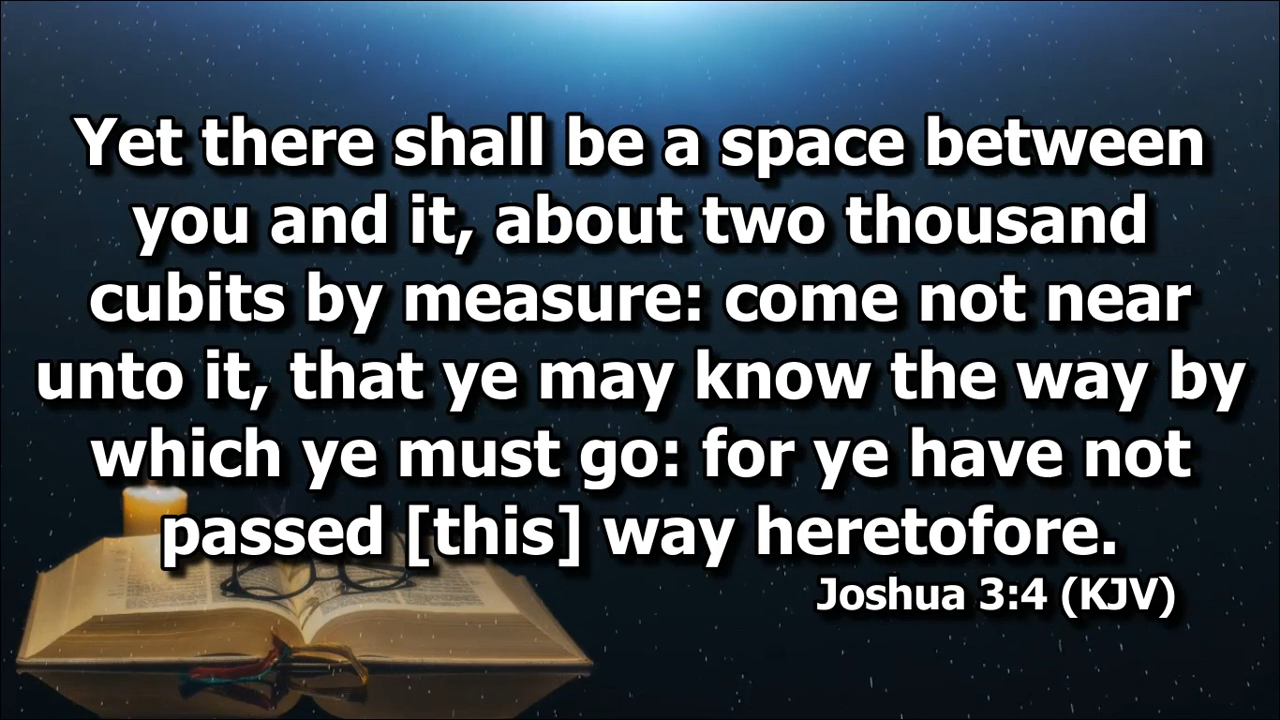 Yet there shall be a space between
you and it, about two thousand
cubits by measure: come not near
unto it, that ye may know the way by
which ye must go: for ye have not
passed [this] way heretofore.
Joshua 3:4 (KJV)